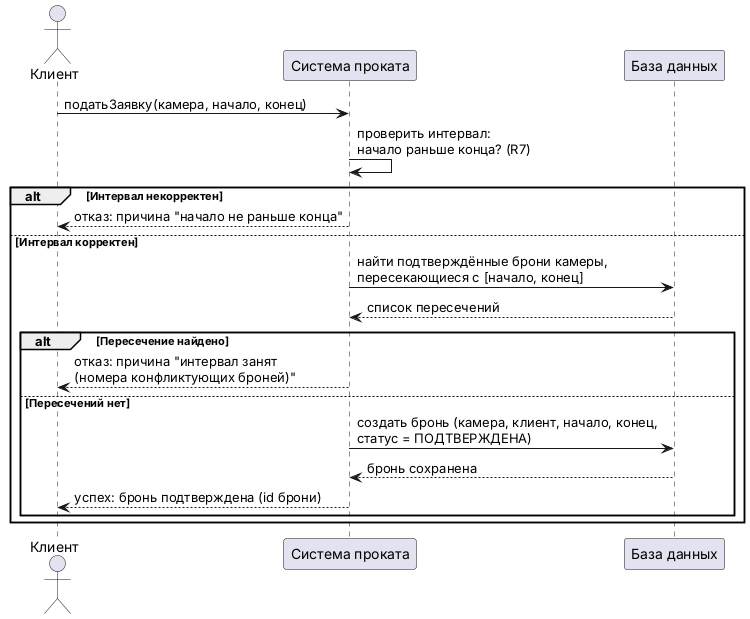 Клиент
Система проката
База данных
податьЗаявку(камера, начало, конец)
проверить интервал:
начало раньше конца? (R7)
alt [Интервал некорректен]
отказ: причина "начало не раньше конца"
[Интервал корректен]
найти подтверждённые брони камеры,
пересекающиеся с [начало, конец]
список пересечений
alt [Пересечение найдено]
отказ: причина "интервал занят
(номера конфликтующих броней)"
[Пересечений нет]
создать бронь (камера, клиент, начало, конец,
статус = ПОДТВЕРЖДЕНА)
бронь сохранена
успех: бронь подтверждена (id брони)
Клиент
Система проката
База данных